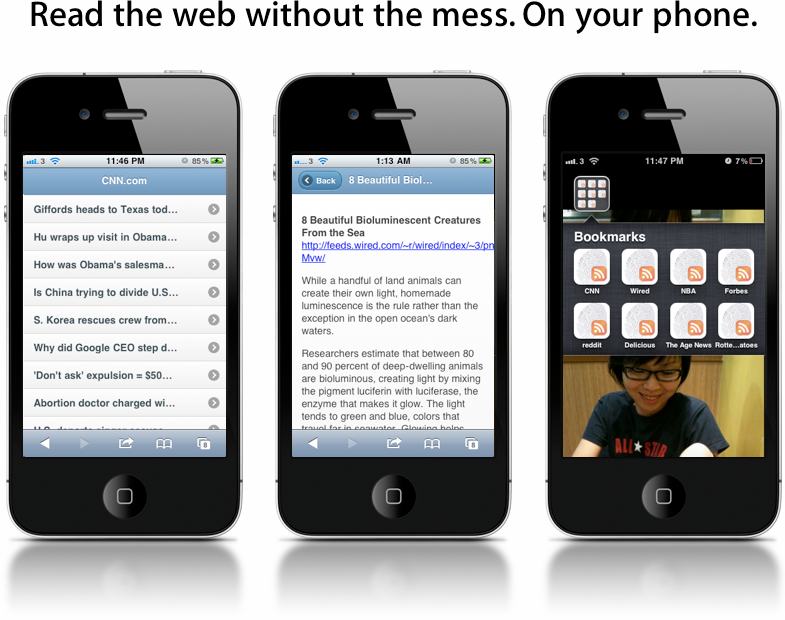 Read the web without the mess. On your phone.
...ıl. 3
11:46 PM
85%
CNN.com
Giffords heads to Texas tod...
Hu wraps up visit in Obama...
How was Obama's salesma...
Is China trying to divide U.S...
S. Korea rescues crew from...
Why did Google CEO step d...
'Don't ask' expulsion = $50...
Abortion doctor charged wi...
8
... 3
1:13 AM
85%
Back
8 Beautiful Biol...
8 Beautiful Bioluminescent Creatures
From the Sea
http://feeds.wired.com/~r/wired/index/~3/pn
Mvw/
While a handful of land animals can
create their own light, homemade
luminescence is the rule rather than the
exception in the open ocean's dark
waters.
Researchers estimate that between 80
and 90 percent of deep-dwelling animals
are bioluminous, creating light by mixing
the pigment luciferin with luciferase, the
enzyme that makes it glow. The light
tends to green and blue, colors that
travel far in seawater. Glowing helps
8
3
11:47 PM
7%
Bookmarks
CNN Wired NBA Forbes
reddit Delicious The Age News Rotte...atoes
ALL ★ STAR